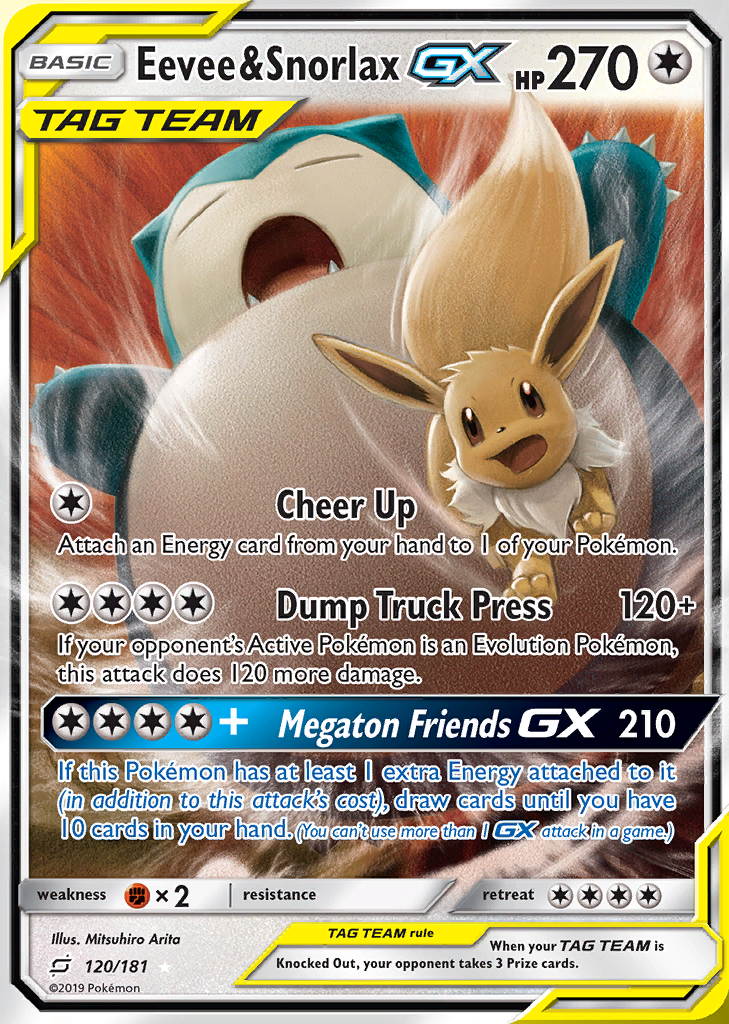 BASIC Eevee&Snorlax GX HP270
TAG TEAM
Cheer Up
Attach an Energy card from your hand to 1 of your Pokémon.
Dump Truck Press 120+
If your opponent's Active Pokémon is an Evolution Pokémon,
this attack does 120 more damage.
+ Megaton Friends GX 210
If this Pokémon has at least 1 extra Energy attached to it
(in addition to this attack's cost), draw cards until you have
10 cards in your hand. (You can't use more than 1 GX attack in a game.)
weakness ×2 resistance retreat
Illus. Mitsuhiro Arita
120/181
©2019 Pokémon
TAG TEAM rule
When your TAG TEAM is
Knocked Out, your opponent takes 3 Prize cards.